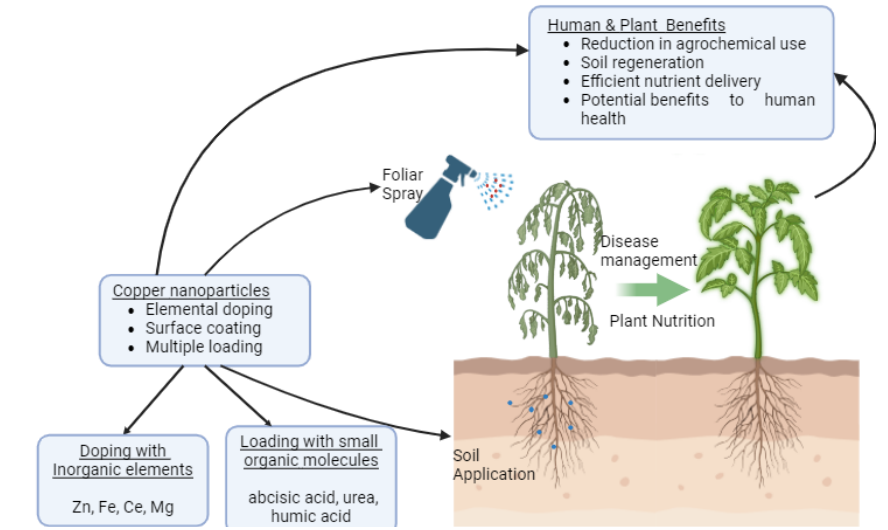 Human & Plant Benefits
• Reduction in agrochemical use
• Soil regeneration
• Efficient nutrient delivery
• Potential benefits to human
health
Foliar
Spray
Disease
management
Plant Nutrition
Copper nanoparticles
• Elemental doping
• Surface coating
• Multiple loading
Doping with
Inorganic elements
Zn, Fe, Ce, Mg
Loading with small
organic molecules
abcisic acid, urea,
humic acid
Soil
Application